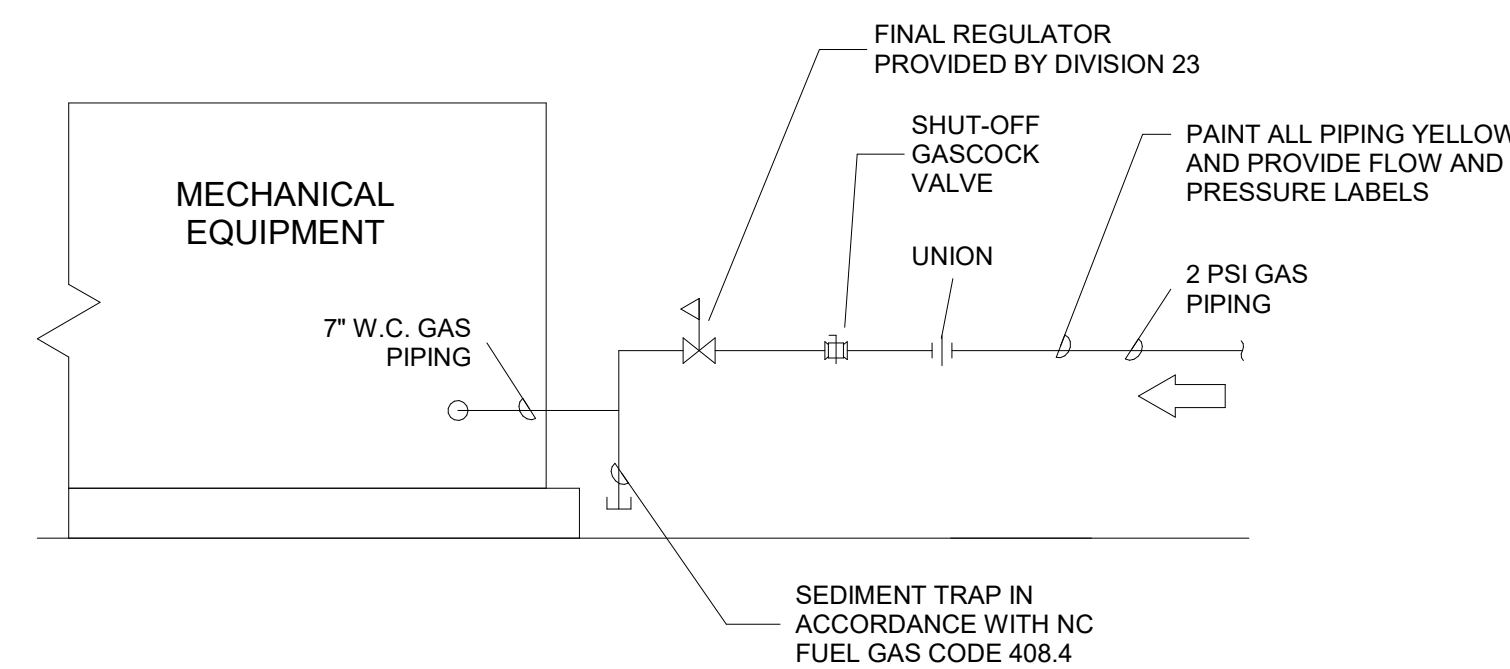 FINAL REGULATOR
PROVIDED BY DIVISION 23
SHUT-OFF
GASCOCK
VALVE
PAINT ALL PIPING YELLOW
AND PROVIDE FLOW AND
PRESSURE LABELS
MECHANICAL
EQUIPMENT
UNION
2 PSI GAS
PIPING
7" W.C. GAS
PIPING
SEDIMENT TRAP IN
ACCORDANCE WITH NC
FUEL GAS CODE 408.4